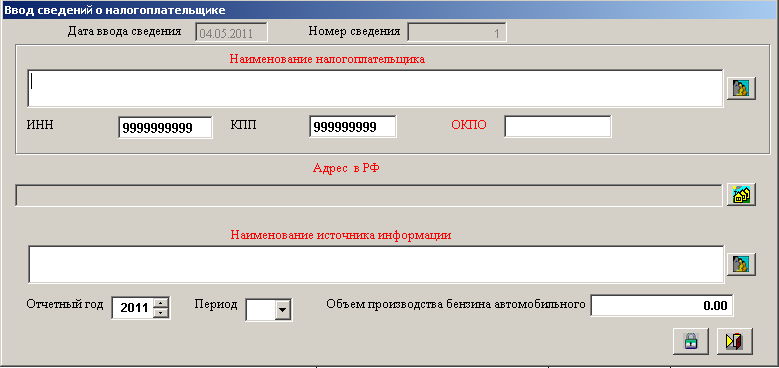 Ввод сведений о налогоплательщике
Дата ввода сведения 04.05.2011 Номер сведения 1
Наименование налогоплательщика
ИНН 9999999999 КПП 999999999 ОКПО
Адрес в РФ
Наименование источника информации
Отчетный год 2011 Период Объем производства бензина автомобильного 0.00